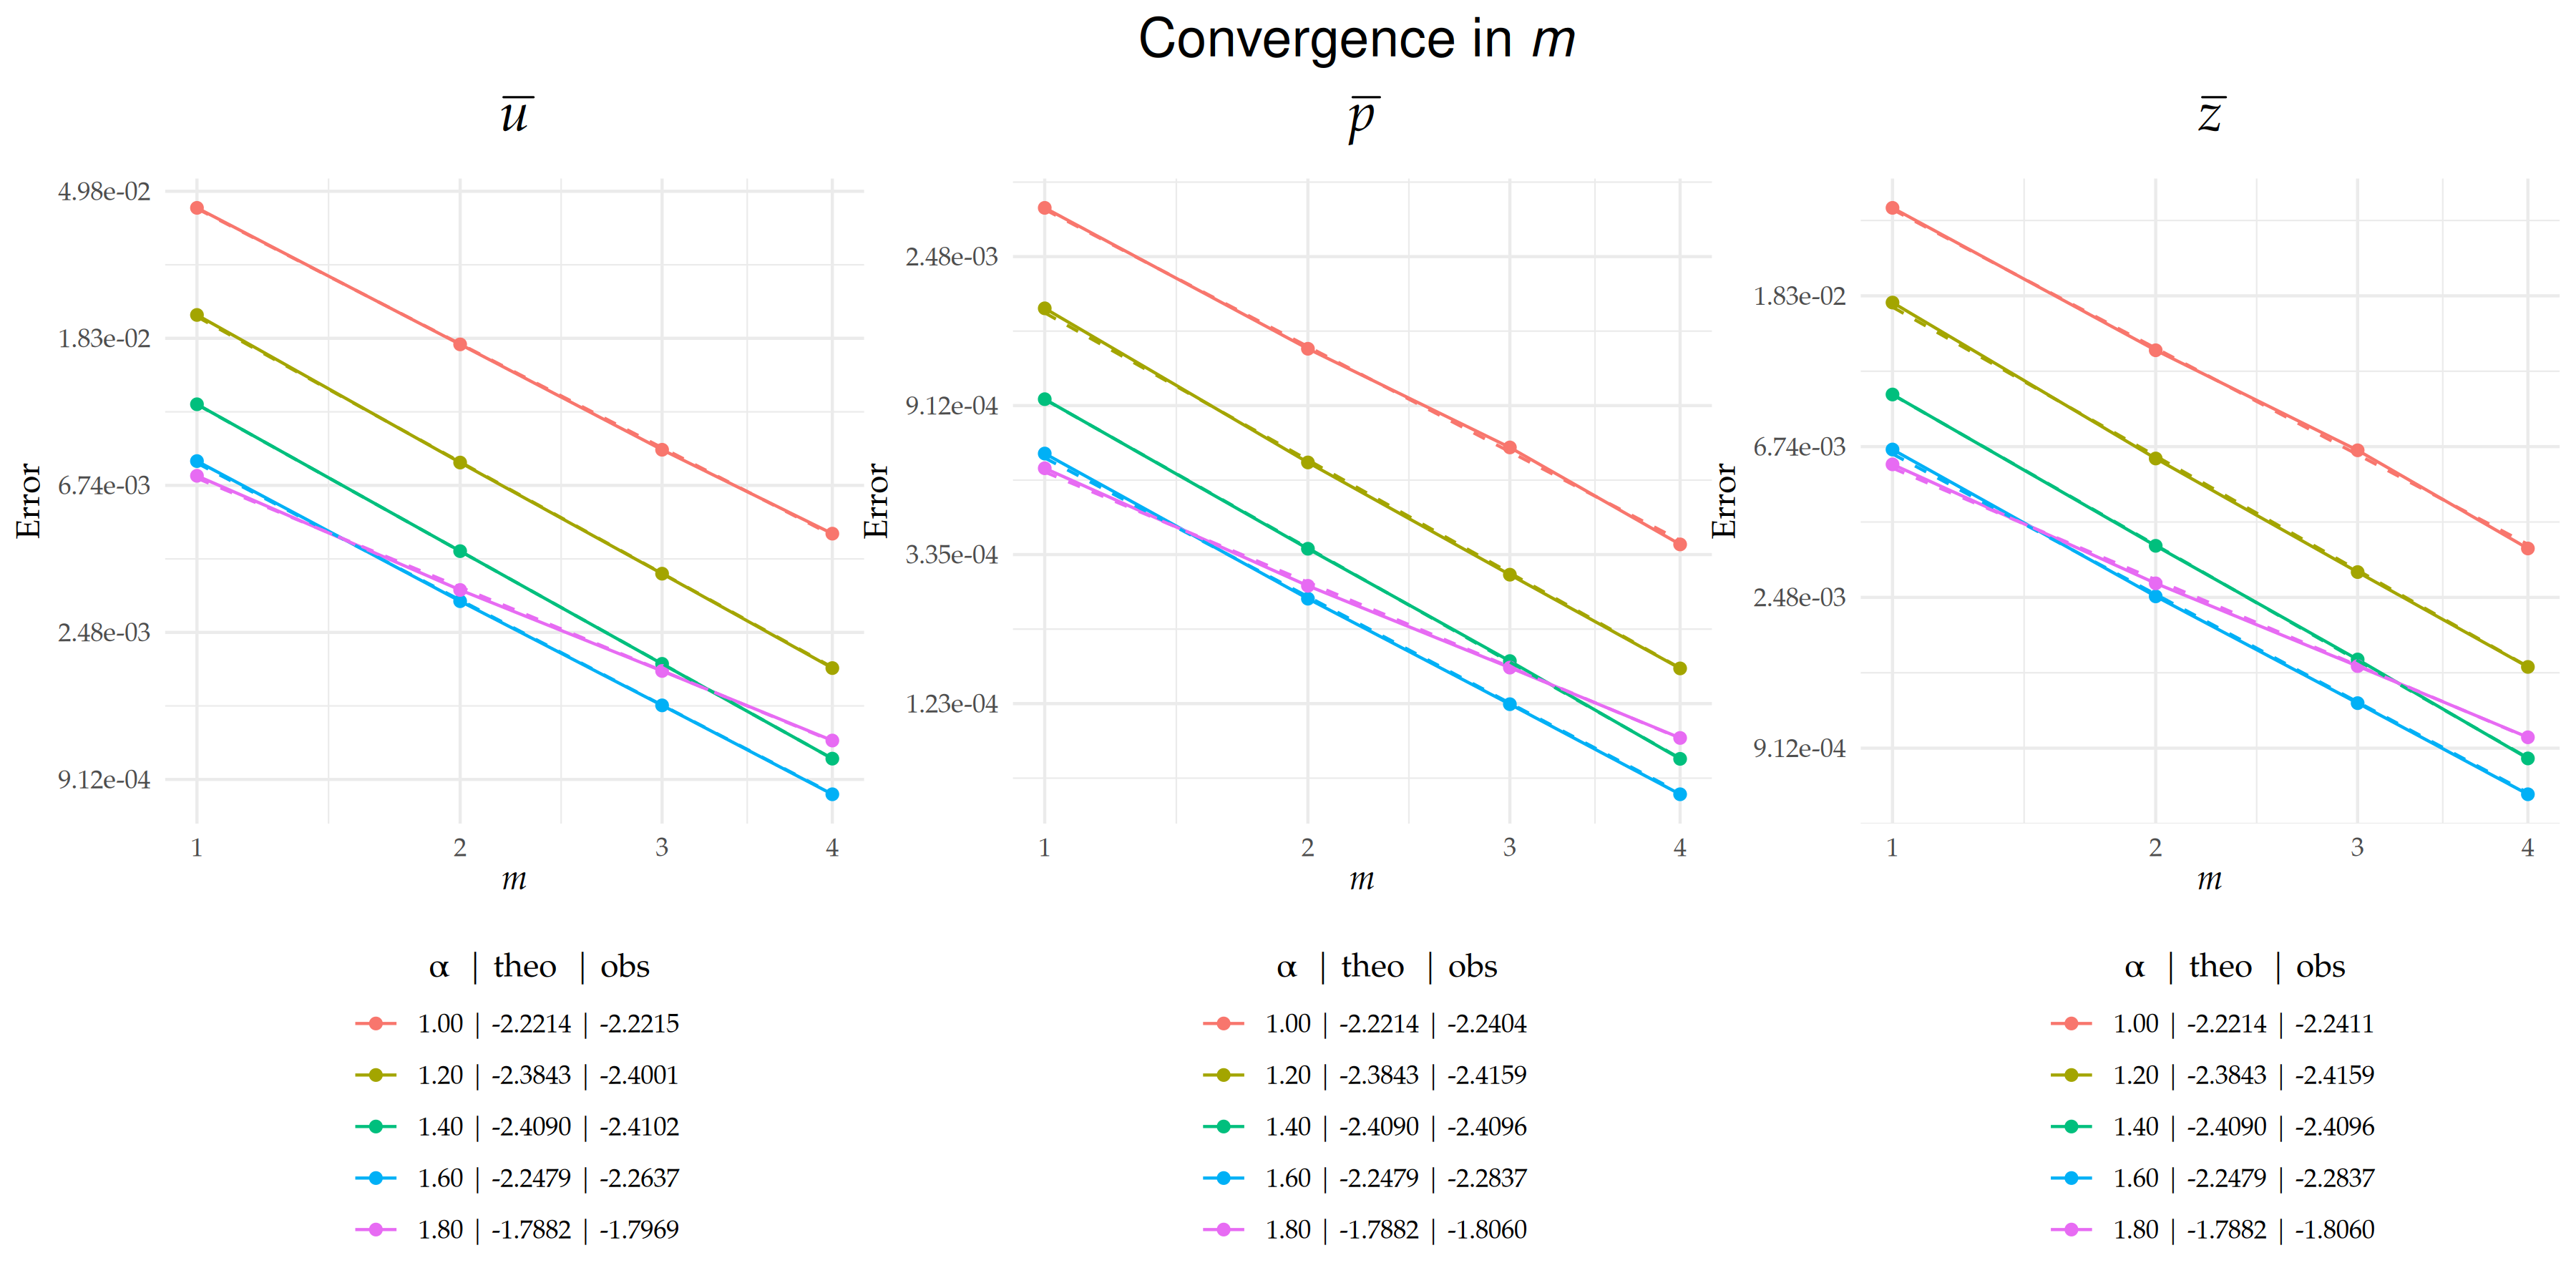 Convergence in m
u̅
4.98e-02
1.83e-02
6.74e-03
2.48e-03
9.12e-04
Error
1 2 3 4
m
α | theo | obs
1.00 | -2.2214 | -2.2215
1.20 | -2.3843 | -2.4001
1.40 | -2.4090 | -2.4102
1.60 | -2.2479 | -2.2637
1.80 | -1.7882 | -1.7969
p̅
2.48e-03
9.12e-04
3.35e-04
1.23e-04
Error
1 2 3 4
m
α | theo | obs
1.00 | -2.2214 | -2.2404
1.20 | -2.3843 | -2.4159
1.40 | -2.4090 | -2.4096
1.60 | -2.2479 | -2.2837
1.80 | -1.7882 | -1.8060
z̅
1.83e-02
6.74e-03
2.48e-03
9.12e-04
Error
1 2 3 4
m
α | theo | obs
1.00 | -2.2214 | -2.2411
1.20 | -2.3843 | -2.4159
1.40 | -2.4090 | -2.4096
1.60 | -2.2479 | -2.2837
1.80 | -1.7882 | -1.8060